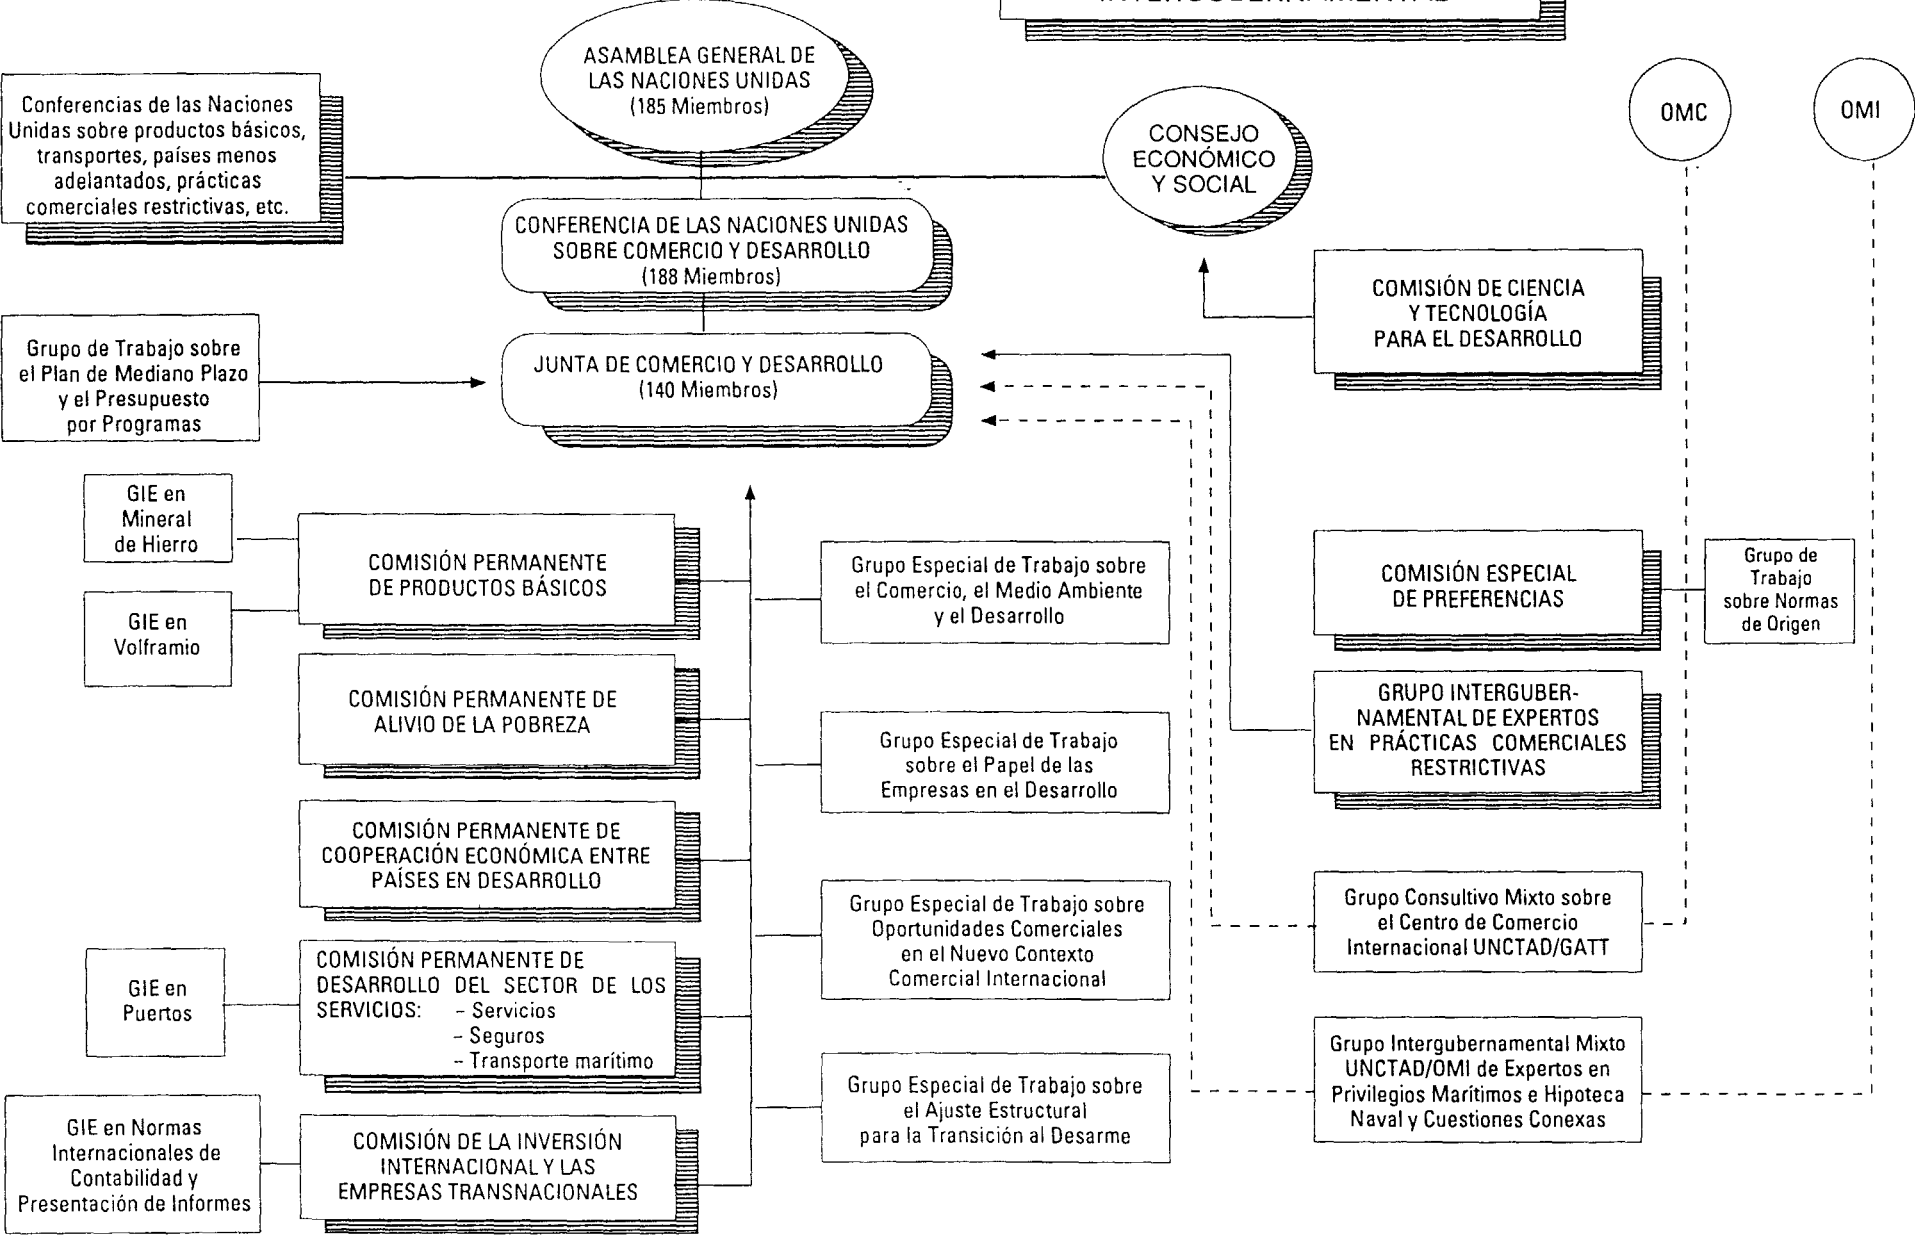 INTERGUBERNAMENTAL
ASAMBLEA GENERAL DE
LAS NACIONES UNIDAS
(185 Miembros)
Conferencias de las Naciones
Unidas sobre productos básicos,
transportes, países menos
adelantados, prácticas
comerciales restrictivas, etc.
CONSEJO
ECONÓMICO
Y SOCIAL
OMC
OMI
CONFERENCIA DE LAS NACIONES UNIDAS
SOBRE COMERCIO Y DESARROLLO
(188 Miembros)
COMISIÓN DE CIENCIA
Y TECNOLOGÍA
PARA EL DESARROLLO
Grupo de Trabajo sobre
el Plan de Mediano Plazo
y el Presupuesto
por Programas
JUNTA DE COMERCIO Y DESARROLLO
(140 Miembros)
GIE en
Mineral
de Hierro
GIE en
Volframio
COMISIÓN PERMANENTE
DE PRODUCTOS BÁSICOS
Grupo Especial de Trabajo sobre
el Comercio, el Medio Ambiente
y el Desarrollo
COMISIÓN ESPECIAL
DE PREFERENCIAS
Grupo de
Trabajo
sobre Normas
de Origen
COMISIÓN PERMANENTE DE
ALIVIO DE LA POBREZA
Grupo Especial de Trabajo
sobre el Papel de las
Empresas en el Desarrollo
GRUPO INTERGUBER-
NAMENTAL DE EXPERTOS
EN PRÁCTICAS COMERCIALES
RESTRICTIVAS
COMISIÓN PERMANENTE DE
COOPERACIÓN ECONÓMICA ENTRE
PAÍSES EN DESARROLLO
Grupo Especial de Trabajo sobre
Oportunidades Comerciales
en el Nuevo Contexto
Comercial Internacional
Grupo Consultivo Mixto sobre
el Centro de Comercio
Internacional UNCTAD/GATT
GIE en
Puertos
COMISIÓN PERMANENTE DE
DESARROLLO DEL SECTOR DE LOS
SERVICIOS: – Servicios
– Seguros
– Transporte marítimo
Grupo Especial de Trabajo sobre
el Ajuste Estructural
para la Transición al Desarme
Grupo Intergubernamental Mixto
UNCTAD/OMI de Expertos en
Privilegios Marítimos e Hipoteca
Naval y Cuestiones Conexas
GIE en Normas
Internacionales de
Contabilidad y
Presentación de Informes
COMISIÓN DE LA INVERSIÓN
INTERNACIONAL Y LAS
EMPRESAS TRANSNACIONALES